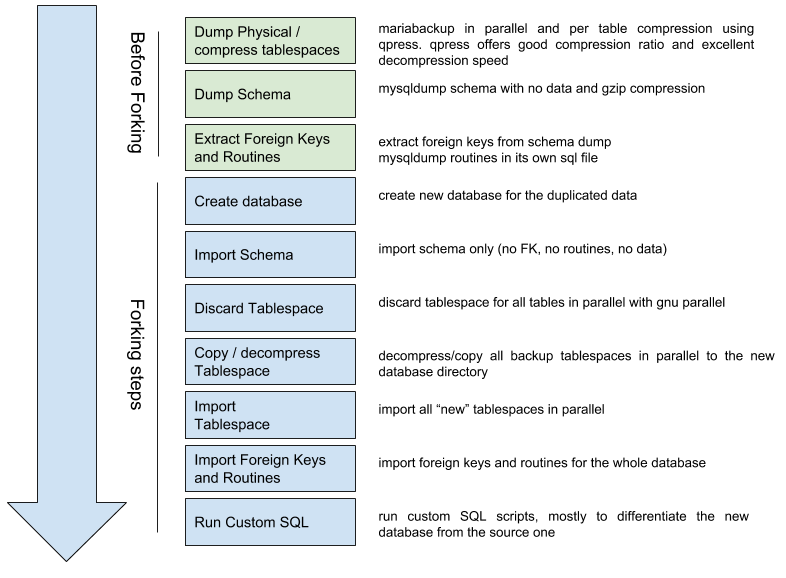 Before Forking
Dump Physical /
compress tablespaces
mariabackup in parallel and per table compression using
qpress. qpress offers good compression ratio and excellent
decompression speed
Dump Schema
mysqldump schema with no data and gzip compression
Extract Foreign Keys
and Routines
extract foreign keys from schema dump
mysqldump routines in its own sql file
Forking steps
Create database
create new database for the duplicated data
Import Schema
import schema only (no FK, no routines, no data)
Discard Tablespace
discard tablespace for all tables in parallel with gnu parallel
Copy / decompress
Tablespace
decompress/copy all backup tablespaces in parallel to the new
database directory
Import
Tablespace
import all “new” tablespaces in parallel
Import Foreign Keys
and Routines
import foreign keys and routines for the whole database
Run Custom SQL
run custom SQL scripts, mostly to differentiate the new
database from the source one